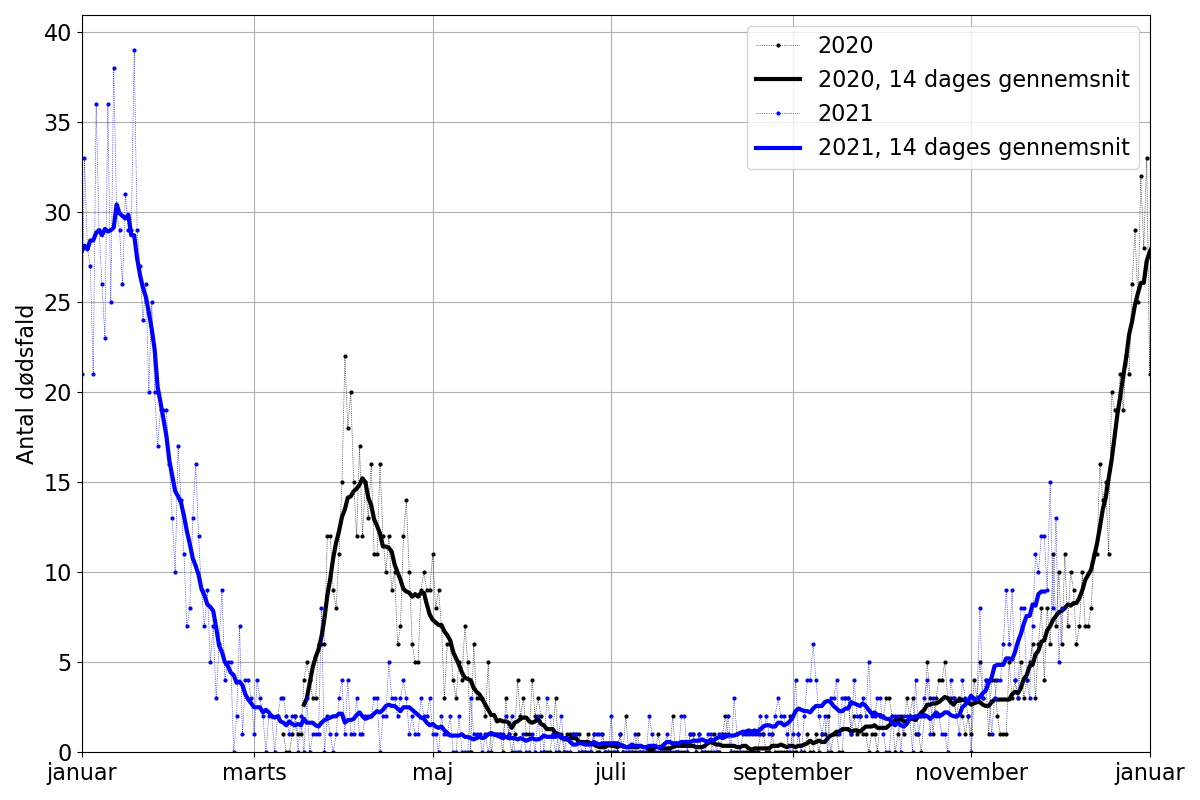 2020
2020, 14 dages gennemsnit
2021
2021, 14 dages gennemsnit
Antal dødsfald
40
35
30
25
20
15
10
5
0
januar marts maj juli september november januar